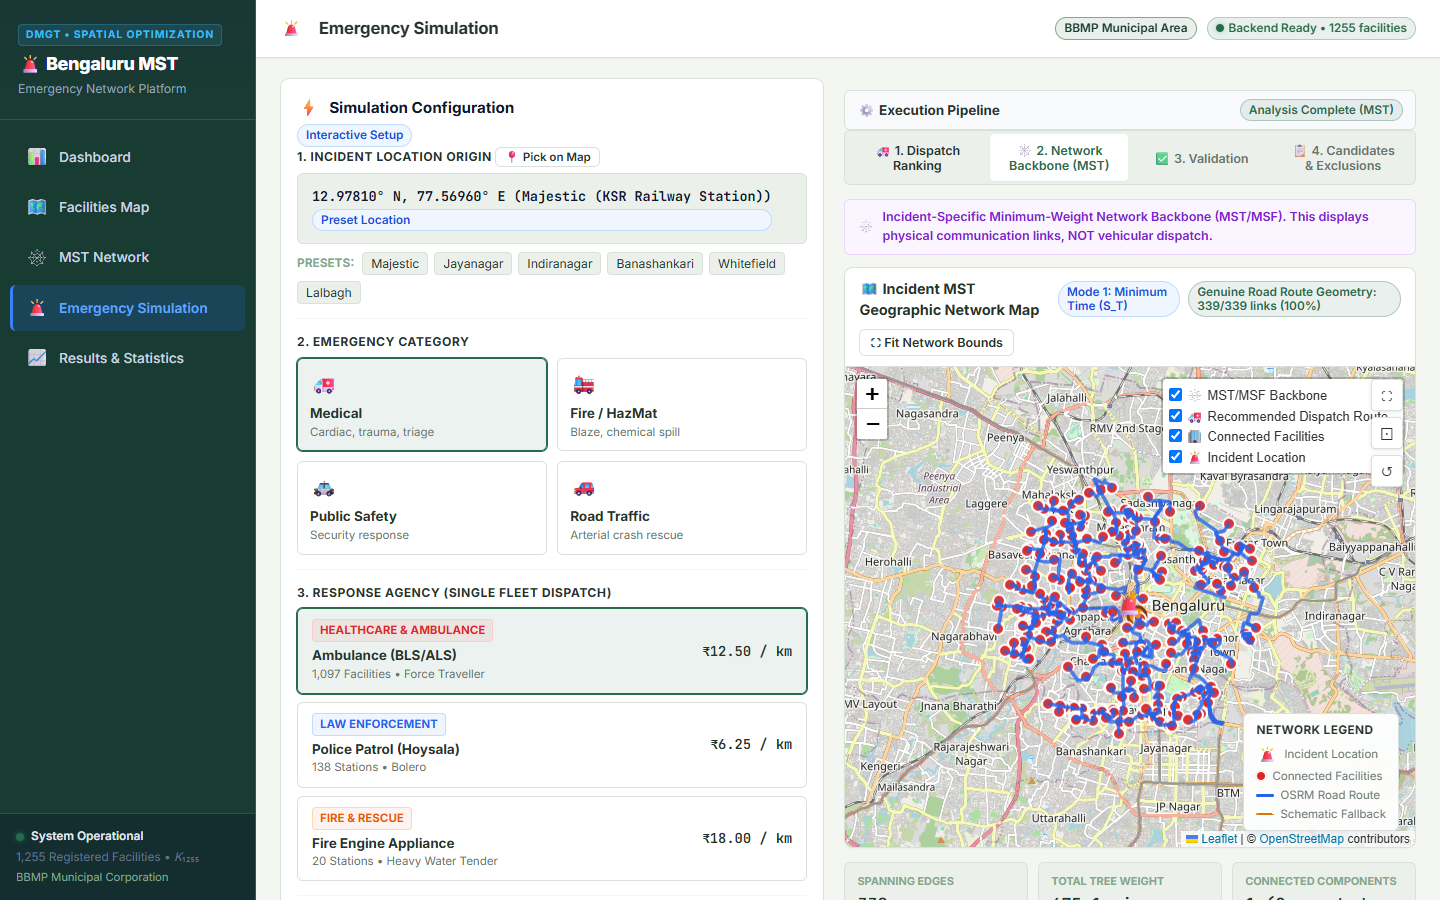 DMGT • SPATIAL OPTIMIZATION
Bengaluru MST
Emergency Network Platform
Dashboard
Facilities Map
MST Network
Emergency Simulation
Results & Statistics
System Operational
1,255 Registered Facilities • K₁₂₅₅
BBMP Municipal Corporation
Emergency Simulation
BBMP Municipal Area
Backend Ready • 1255 facilities
Simulation Configuration
Interactive Setup
1. INCIDENT LOCATION ORIGIN
Pick on Map
12.97810° N, 77.56960° E (Majestic (KSR Railway Station))
Preset Location
PRESETS:
Majestic
Jayanagar
Indiranagar
Banashankari
Whitefield
Lalbagh
2. EMERGENCY CATEGORY
Medical
Cardiac, trauma, triage
Fire / HazMat
Blaze, chemical spill
Public Safety
Security response
Road Traffic
Arterial crash rescue
3. RESPONSE AGENCY (SINGLE FLEET DISPATCH)
HEALTHCARE & AMBULANCE
Ambulance (BLS/ALS)
1,097 Facilities • Force Traveller
₹12.50 / km
LAW ENFORCEMENT
Police Patrol (Hoysala)
138 Stations • Bolero
₹6.25 / km
FIRE & RESCUE
Fire Engine Appliance
20 Stations • Heavy Water Tender
₹18.00 / km
Execution Pipeline
Analysis Complete (MST)
1. Dispatch
Ranking
2. Network
Backbone (MST)
3. Validation
4. Candidates
& Exclusions
Incident-Specific Minimum-Weight Network Backbone (MST/MSF). This displays
physical communication links, NOT vehicular dispatch.
Incident MST
Geographic Network Map
Mode 1: Minimum
Time (S_T)
Genuine Road Route Geometry:
339/339 links (100%)
Fit Network Bounds
+
−
MST/MSF Backbone
Recommended Dispatch Route
Connected Facilities
Incident Location
Nagasandra
Jalahalli
Peenya
RMV 2nd Stag
Yeswanthpur
Peenya
Industrial
Area
Laggere
Kaval Byrasandra
Lingarajapuram
Herohalli
Baiyyappanahalli
C V Ra
Bengaluru
Indiranagar
Nagarabhavi
Agrahara
MV Layout
Jnana Bharathi
Nagar
Town
Rajarajeshwari
Nagar
Banashankari
Jayanagar
Kengeri
Mailasandra
Uttarahalli
JP Nagar
BTM
NETWORK LEGEND
Incident Location
Connected Facilities
OSRM Road Route
Schematic Fallback
Leaflet | © OpenStreetMap contributors
SPANNING EDGES
TOTAL TREE WEIGHT
CONNECTED COMPONENTS